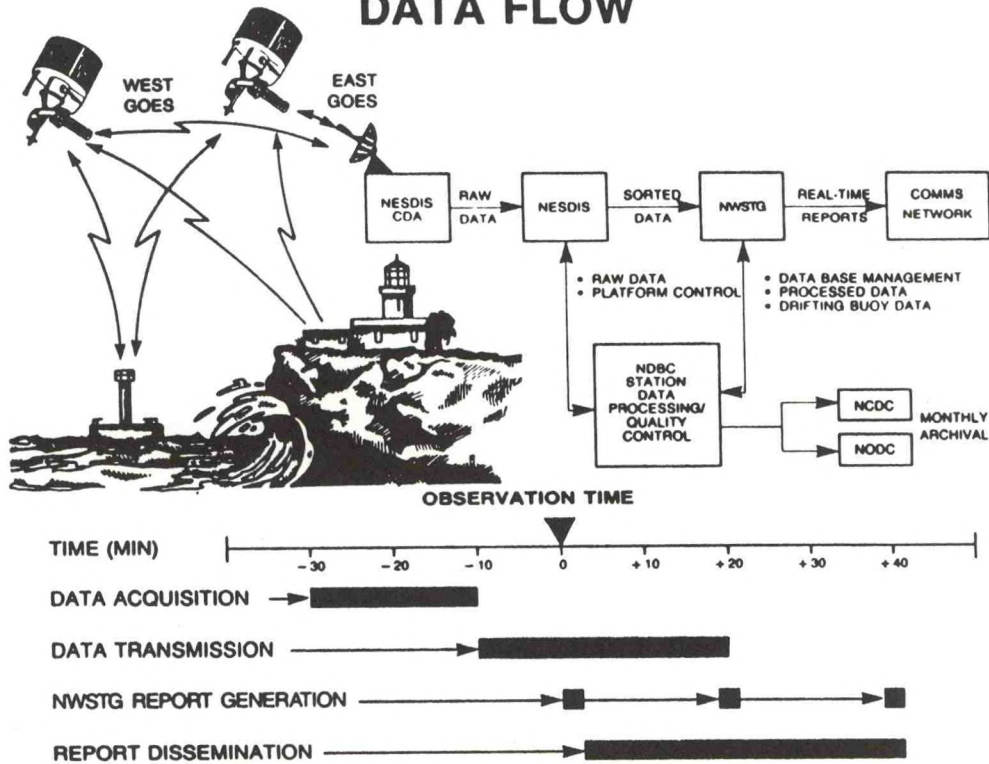 DATA FLOW
WEST
GOES
EAST
GOES
NESDIS
CDA
RAW
DATA
NESDIS
SORTED
DATA
NWSTG
REAL-TIME
REPORTS
COMMS
NETWORK
• RAW DATA
• PLATFORM CONTROL
• DATA BASE MANAGEMENT
• PROCESSED DATA
• DRIFTING BUOY DATA
NDBC
STATION
DATA
PROCESSING/
QUALITY
CONTROL
NCDC
NODC
MONTHLY
ARCHIVAL
OBSERVATION TIME
TIME (MIN)
-30 -20 -10 0 +10 +20 +30 +40
DATA ACQUISITION
DATA TRANSMISSION
NWSTG REPORT GENERATION
REPORT DISSEMINATION